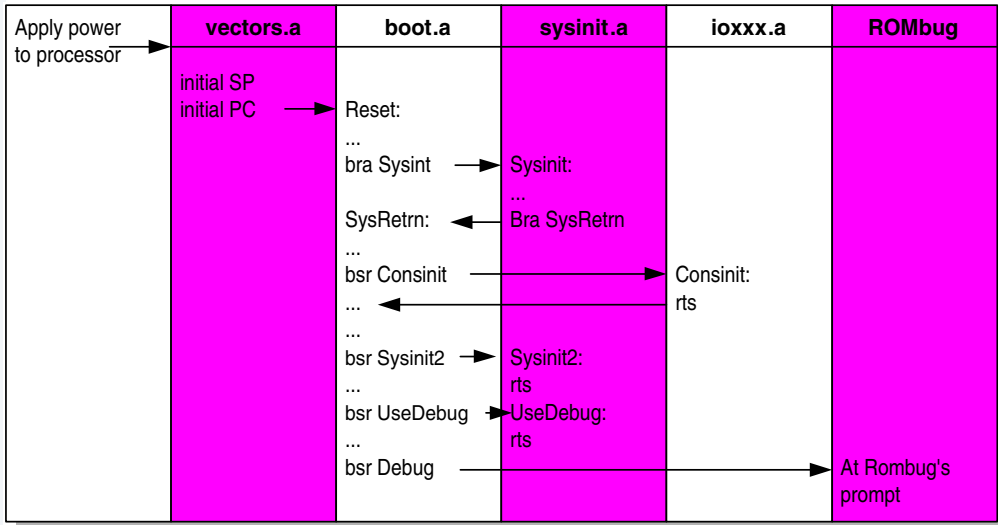 Apply power
to processor
vectors.a boot.a sysinit.a ioxxx.a ROMbug
initial SP
initial PC Reset:
...
bra Sysint Sysinit:
...
SysRetrn: Bra SysRetrn
...
bsr Consinit Consinit:
... rts
...
bsr Sysinit2 Sysinit2:
... rts
bsr UseDebug UseDebug:
... rts
bsr Debug At Rombug's
prompt